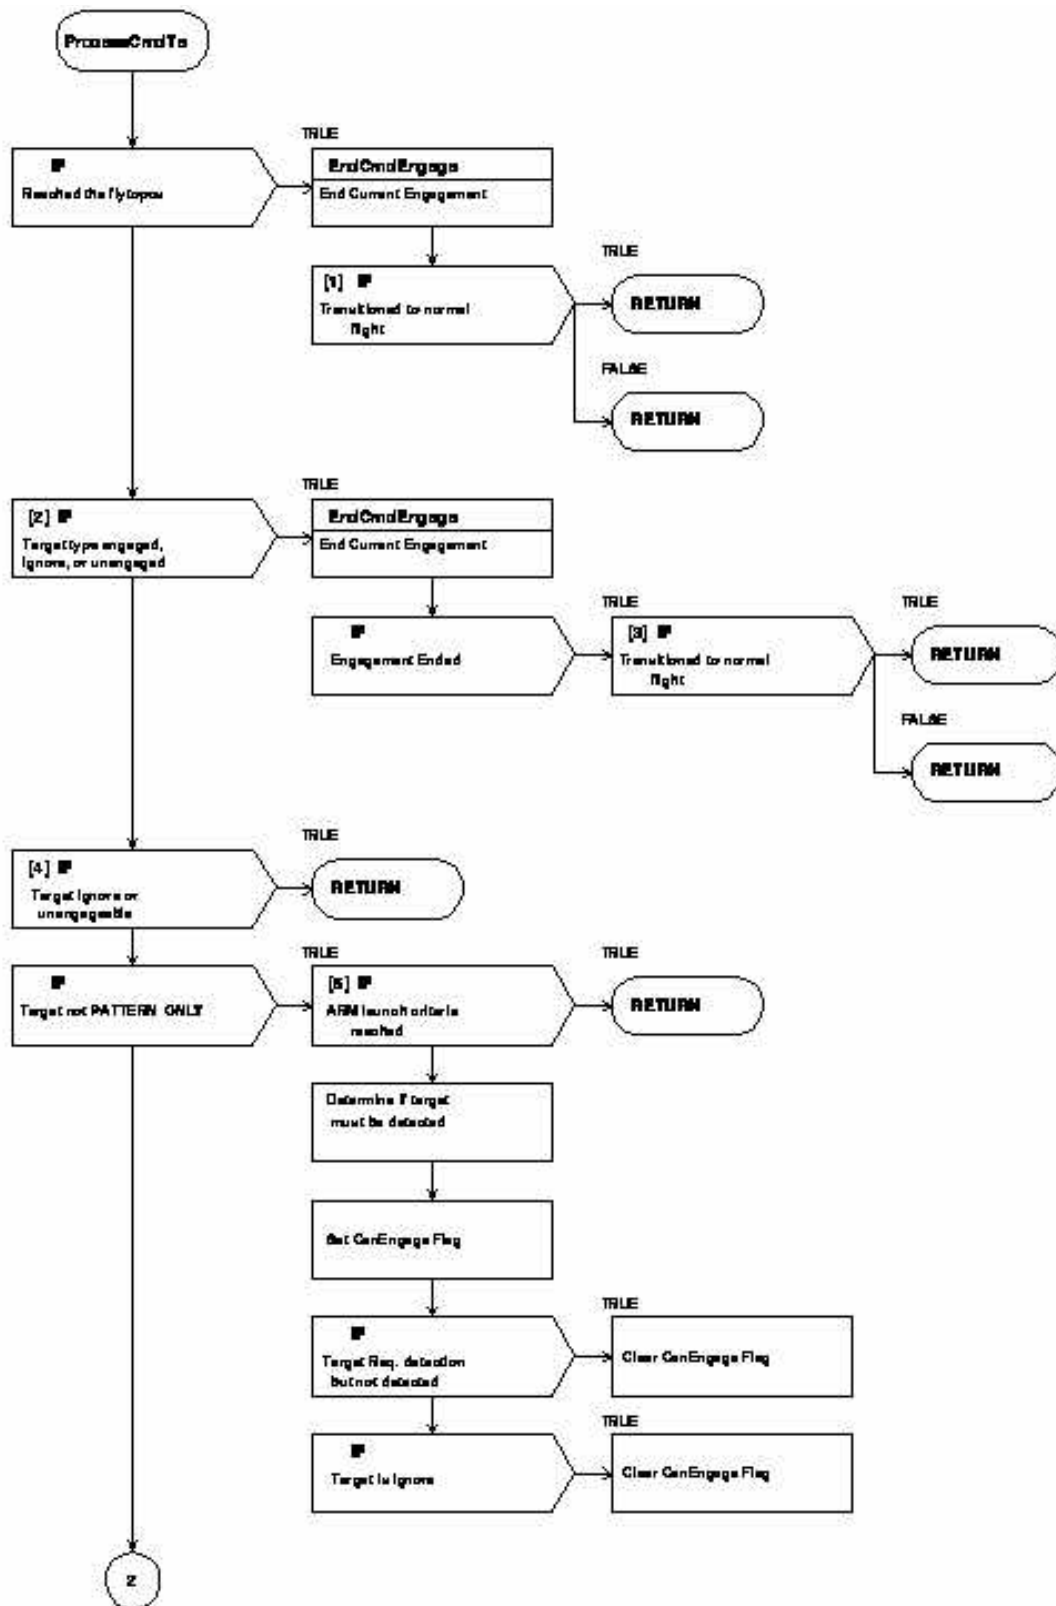 ProcessCmdTs
TRUE
IF
Reached the flytopos
EndCmdEngage
End Current Engagement
TRUE
[1] IF
Transitioned to normal
flight
RETURN
FALSE
RETURN
TRUE
[2] IF
Target type engaged,
Ignore, or unengaged
EndCmdEngage
End Current Engagement
TRUE
TRUE
IF
Engagement Ended
[3] IF
Transitioned to normal
flight
RETURN
FALSE
RETURN
TRUE
[4] IF
Target Ignore or
unengageable
RETURN
TRUE
TRUE
IF
Target not PATTERN_ONLY
[5] IF
ARM launch criteria
reached
RETURN
Determine if target
must be detected
Set CanEngage Flag
TRUE
IF
Target Req. detection
but not detected
Clear CanEngage Flag
TRUE
IF
Target is Ignore
Clear CanEngage Flag
2